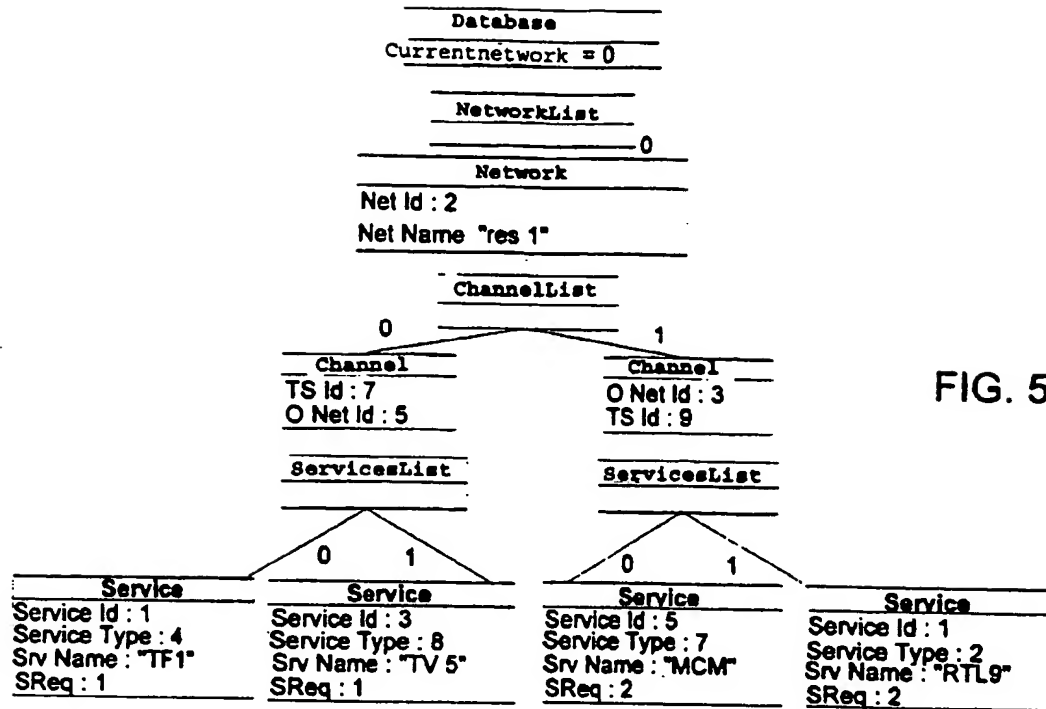 Database
Currentnetwork = 0
NetworkList
0
Network
Net Id : 2
Net Name "res 1"
ChannelList
0 1
Channel Channel
TS Id : 7 O Net Id : 3
O Net Id : 5 TS Id : 9
FIG. 5
ServicesList ServicesList
0 1 0 1
Service Service Service Service
Service Id : 1 Service Id : 3 Service Id : 5 Service Id : 1
Service Type : 4 Service Type : 8 Service Type : 7 Service Type : 2
Srv Name : "TF1" Srv Name : "TV 5" Srv Name : "MCM" Srv Name : "RTL9"
SReq : 1 SReq : 1 SReq : 2 SReq : 2